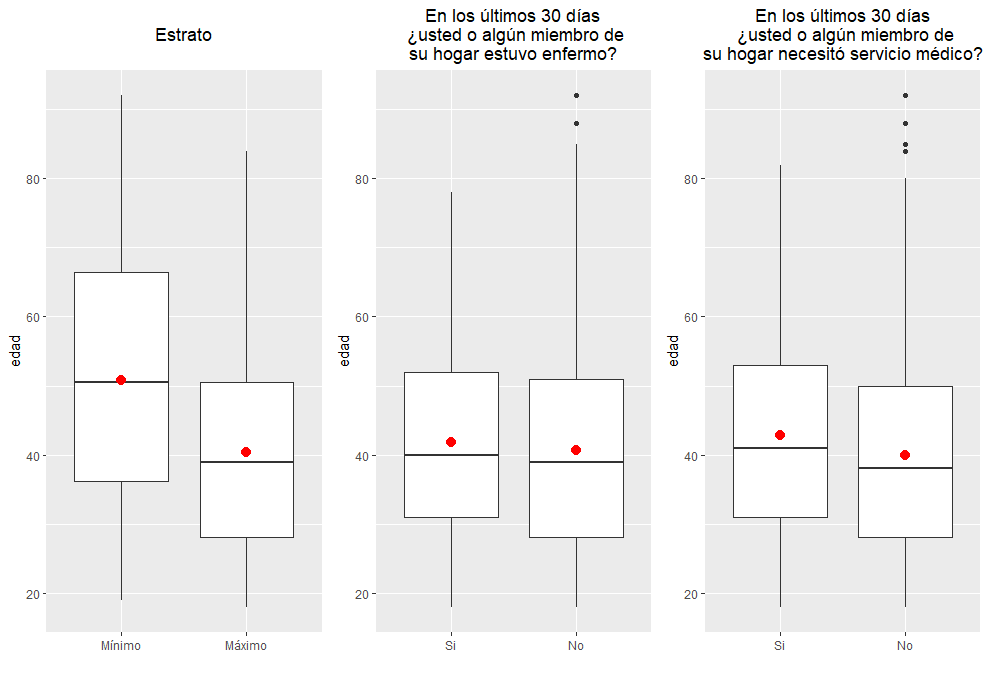 Estrato
edad
80
60
40
20
Mínimo Máximo
En los últimos 30 días
¿usted o algún miembro de
su hogar estuvo enfermo?
edad
80
60
40
20
Si No
En los últimos 30 días
¿usted o algún miembro de
su hogar necesitó servicio médico?
edad
80
60
40
20
Si No